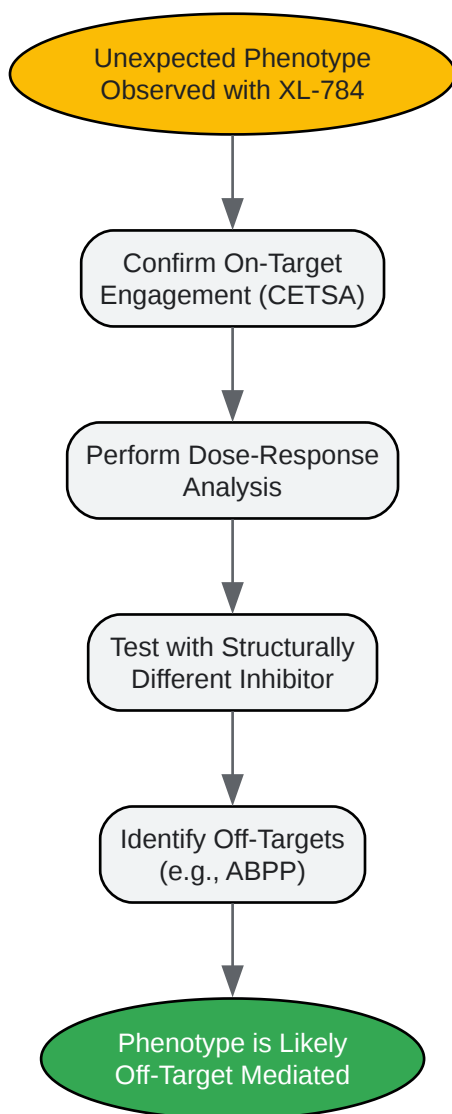 Unexpected Phenotype
Observed with XL-784
Confirm On-Target
Engagement (CETSA)
Perform Dose-Response
Analysis
Test with Structurally
Different Inhibitor
Identify Off-Targets
(e.g., ABPP)
Phenotype is Likely
Off-Target Mediated